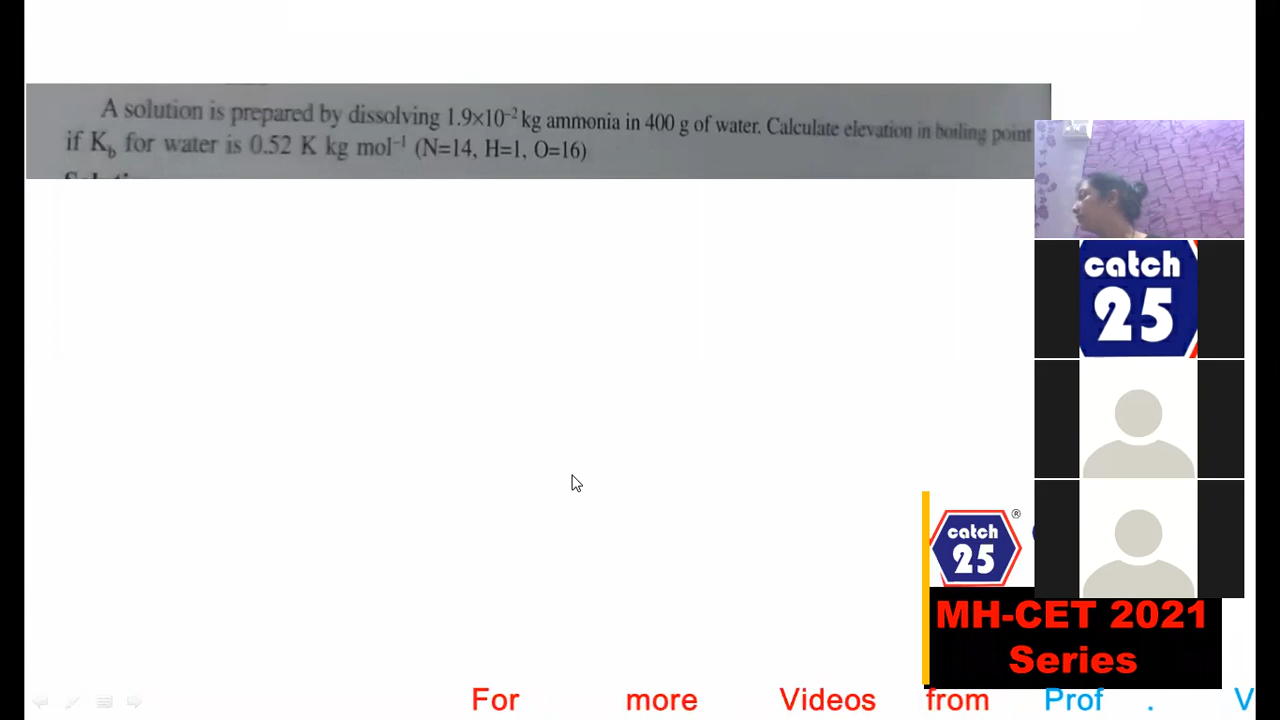 A solution is prepared by dissolving 1.9×10⁻² kg ammonia in 400 g of water. Calculate elevation in boiling point
if K_b for water is 0.52 K kg mol⁻¹ (N=14, H=1, O=16)
catch
25
catch
25
®
MH-CET 2021
Series
For more Videos from Prof . V